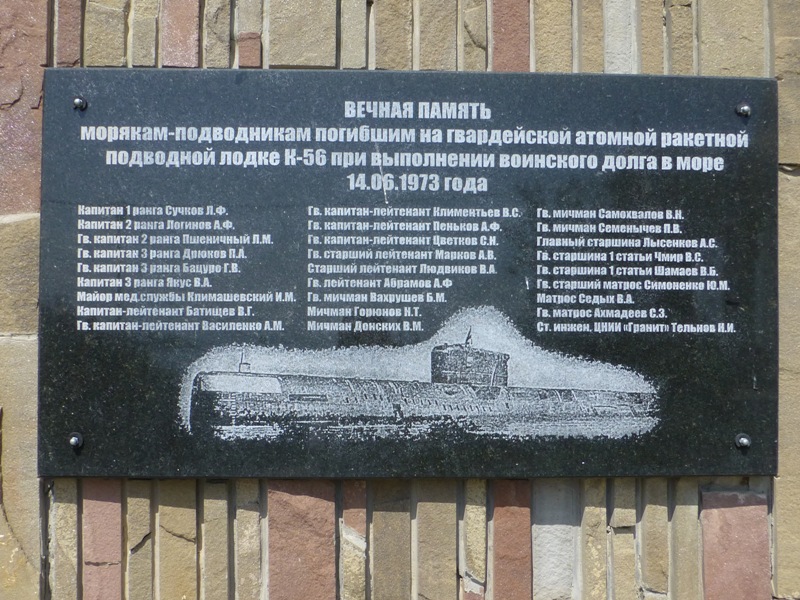 ВЕЧНАЯ ПАМЯТЬ
морякам-подводникам погибшим на гвардейской атомной ракетной
подводной лодке К-56 при выполнении воинского долга в море
14.06.1973 года
Капитан 1 ранга Сучков Л.Ф.
Капитан 2 ранга Логинов А.Ф.
Гв. капитан 2 ранга Пшеничный Л.М.
Гв. капитан 3 ранга Дрюков П.А.
Гв. капитан 3 ранга Бацуро Г.В.
Капитан 3 ранга Якус В.А.
Майор мед.службы Климашевский И.М.
Капитан-лейтенант Батищев В.Г.
Гв. капитан-лейтенант Василенко А.М.
Гв. капитан-лейтенант Климентьев В.С.
Гв. капитан-лейтенант Пеньков А.Ф.
Гв. капитан-лейтенант Цветков С.Н.
Гв. старший лейтенант Марков А.В.
Старший лейтенант Людвиков В.А
Гв. лейтенант Абрамов А.Ф
Гв. мичман Вахрушев Б.М.
Мичман Горюнов Н.Т.
Мичман Донских В.М.
Гв. мичман Самохвалов В.Н.
Гв. мичман Семенычев П.В.
Главный старшина Лысенков А.С.
Гв. старшина 1 статьи Чмир В.С.
Гв. старшина 1 статьи Шамаев В.Б.
Гв. старший матрос Симоненко Ю.М.
Матрос Седых В.А.
Гв. матрос Ахмадеев С.З.
Ст. инжен. ЦНИИ «Гранит» Тельнов Н.И.